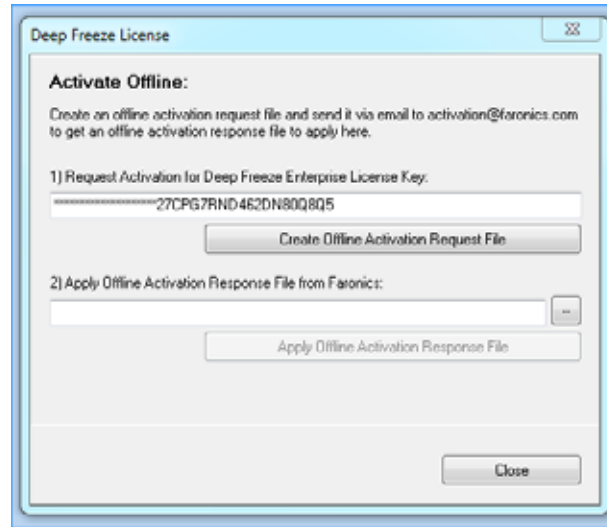 Deep Freeze License
Activate Offline:
Create an offline activation request file and send it via email to activation@faronics.com
to get an offline activation response file to apply here.
1) Request Activation for Deep Freeze Enterprise License Key:
********************27CPG7RND462DN80Q8Q5
Create Offline Activation Request File
2) Apply Offline Activation Response File from Faronics:
...
Apply Offline Activation Response File
Close